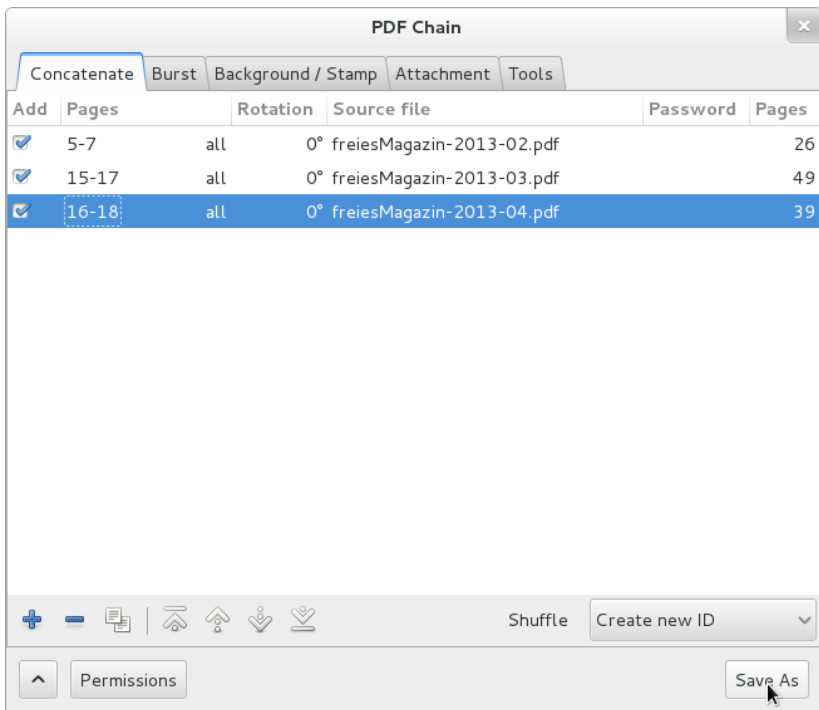 PDF Chain
Concatenate Burst Background / Stamp Attachment Tools
Add Pages Rotation Source file Password Pages
5-7 all 0° freiesMagazin-2013-02.pdf 26
15-17 all 0° freiesMagazin-2013-03.pdf 49
16-18 all 0° freiesMagazin-2013-04.pdf 39
Shuffle Create new ID
Permissions Save As